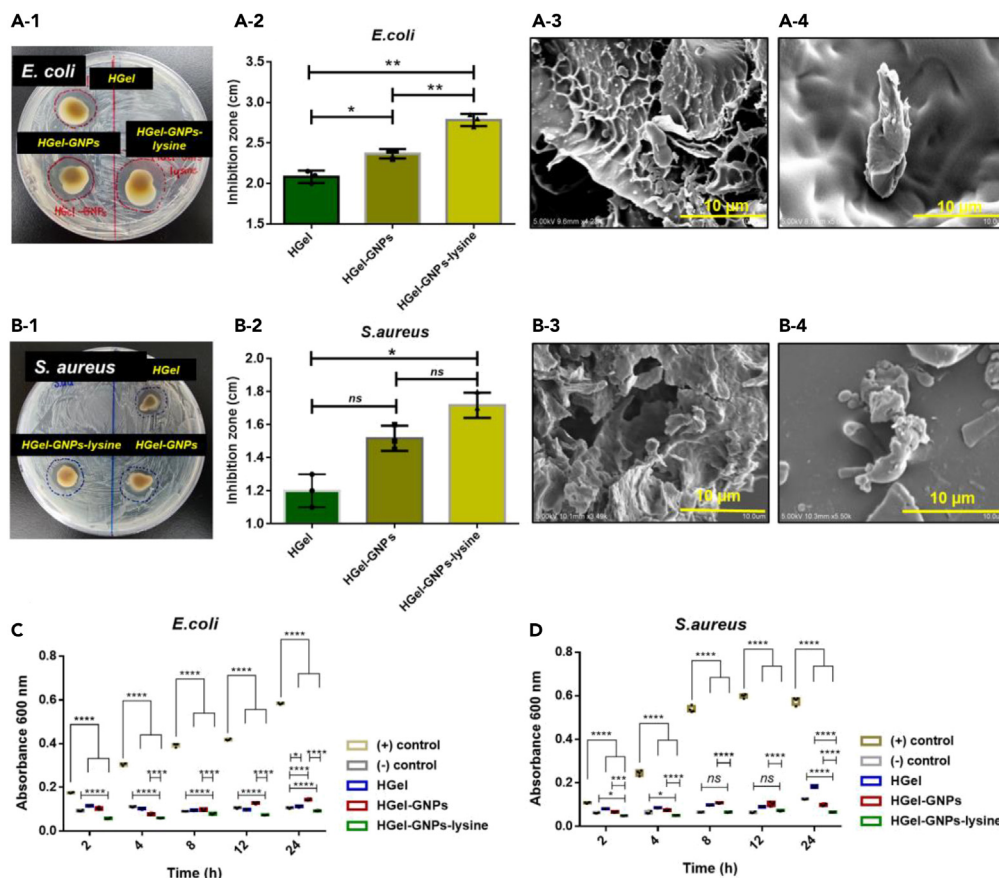 A-1
A-2
A-3
A-4
E. coli
HGel
HGel-GNPs
HGel-GNPs-
lysine
lysine
HGel-GNPs
E.coli
Inhibition zone (cm)
3.5
3.0
2.5
2.0
1.5
**
*
**
HGel
HGel-GNPs
HGel-GNPs-lysine
10 µm
10 µm
B-1
B-2
B-3
B-4
S. aureus
HGel
HGel-GNPs-lysine
HGel-GNPs
S.aureus
Inhibition zone (cm)
2.0
1.8
1.6
1.4
1.2
1.0
*
ns
ns
HGel
HGel-GNPs
HGel-GNPs-lysine
10 µm
10 µm
C
E.coli
Absorbance 600 nm
0.8
0.6
0.4
0.2
0.0
****
****
****
****
****
****
****
****
****
****
****
****
****
* ****
****
****
2
4
8
12
24
Time (h)
(+) control
(-) control
HGel
HGel-GNPs
HGel-GNPs-lysine
D
S.aureus
Absorbance 600 nm
0.8
0.6
0.4
0.2
0.0
****
****
****
****
****
***
*
****
*
****
ns
****
ns
****
****
****
2
4
8
12
24
Time (h)
(+) control
(-) control
HGel
HGel-GNPs
HGel-GNPs-lysine